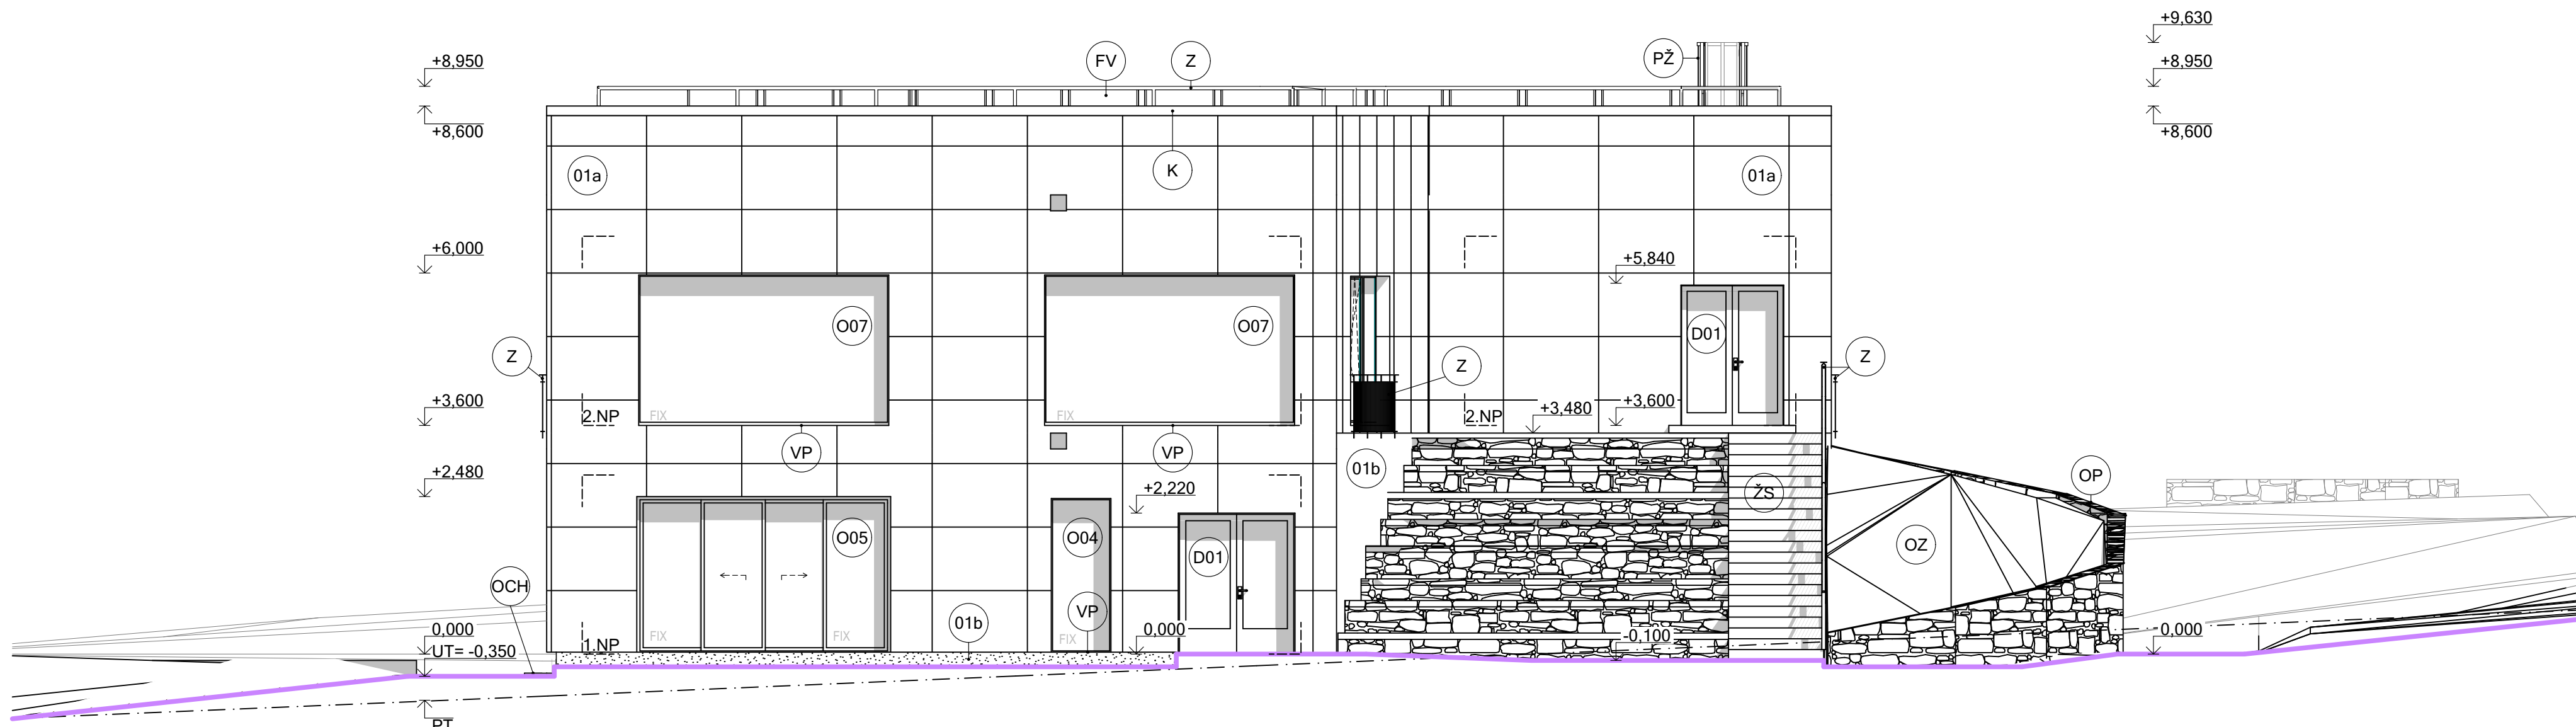 +9,630
+8,950
FV
Z
PŽ
+8,950
+8,600
+8,600
01a
K
01a
+6,000
+5,840
O07
O07
D01
Z
Z
Z
+3,600
2.NP
FIX
FIX
2.NP
+3,480
+3,600
VP
VP
01b
+2,480
+2,220
ŽS
OP
O05
O04
D01
OZ
OCH
VP
01b
0,000
FIX
FIX
FIX
0,000
-0,100
0,000
UT= -0,350
1.NP
PT